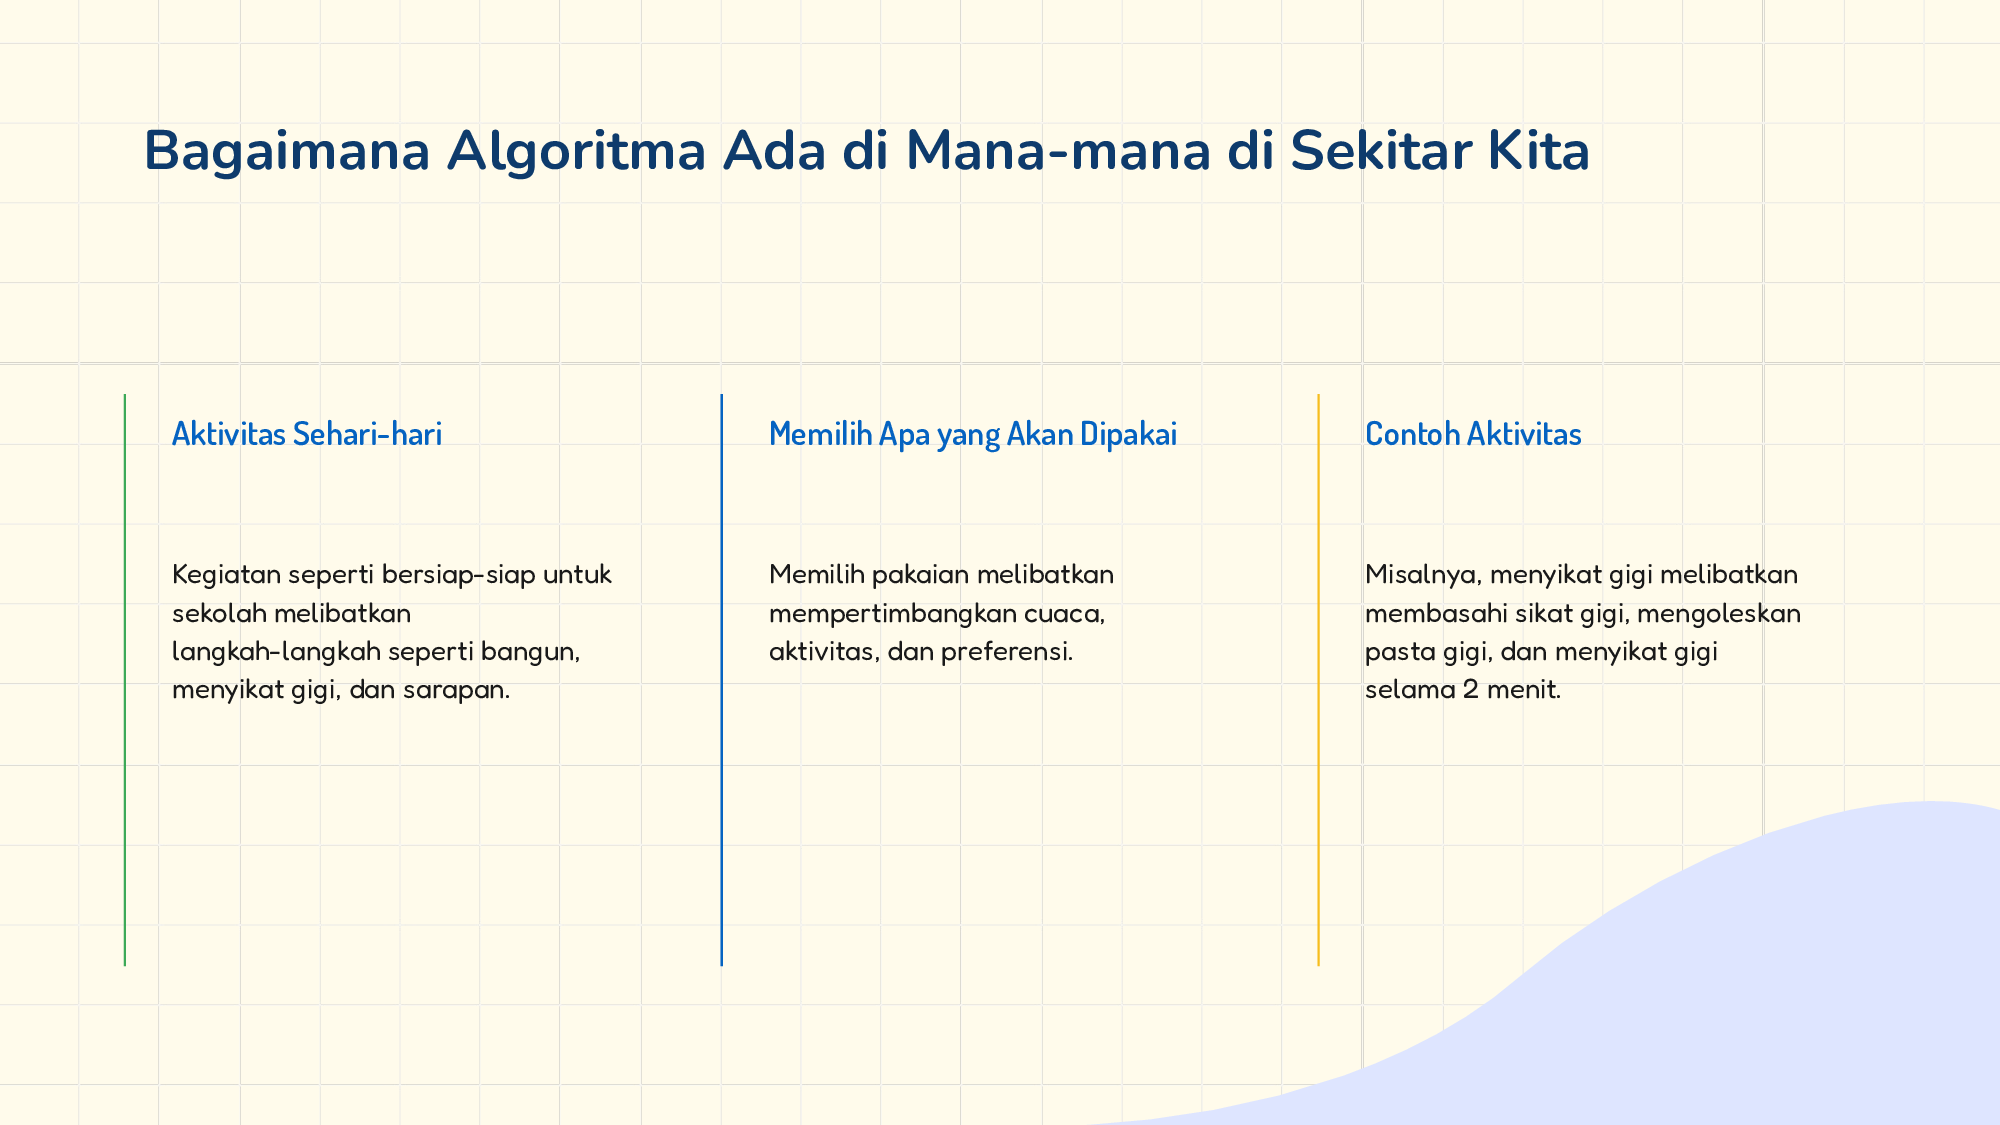 Bagaimana Algoritma Ada di Mana-mana di Sekitar Kita
Aktivitas Sehari-hari
Kegiatan seperti bersiap-siap untuk
sekolah melibatkan
langkah-langkah seperti bangun,
menyikat gigi, dan sarapan.
Memilih Apa yang Akan Dipakai
Memilih pakaian melibatkan
mempertimbangkan cuaca,
aktivitas, dan preferensi.
Contoh Aktivitas
Misalnya, menyikat gigi melibatkan
membasahi sikat gigi, mengoleskan
pasta gigi, dan menyikat gigi
selama 2 menit.